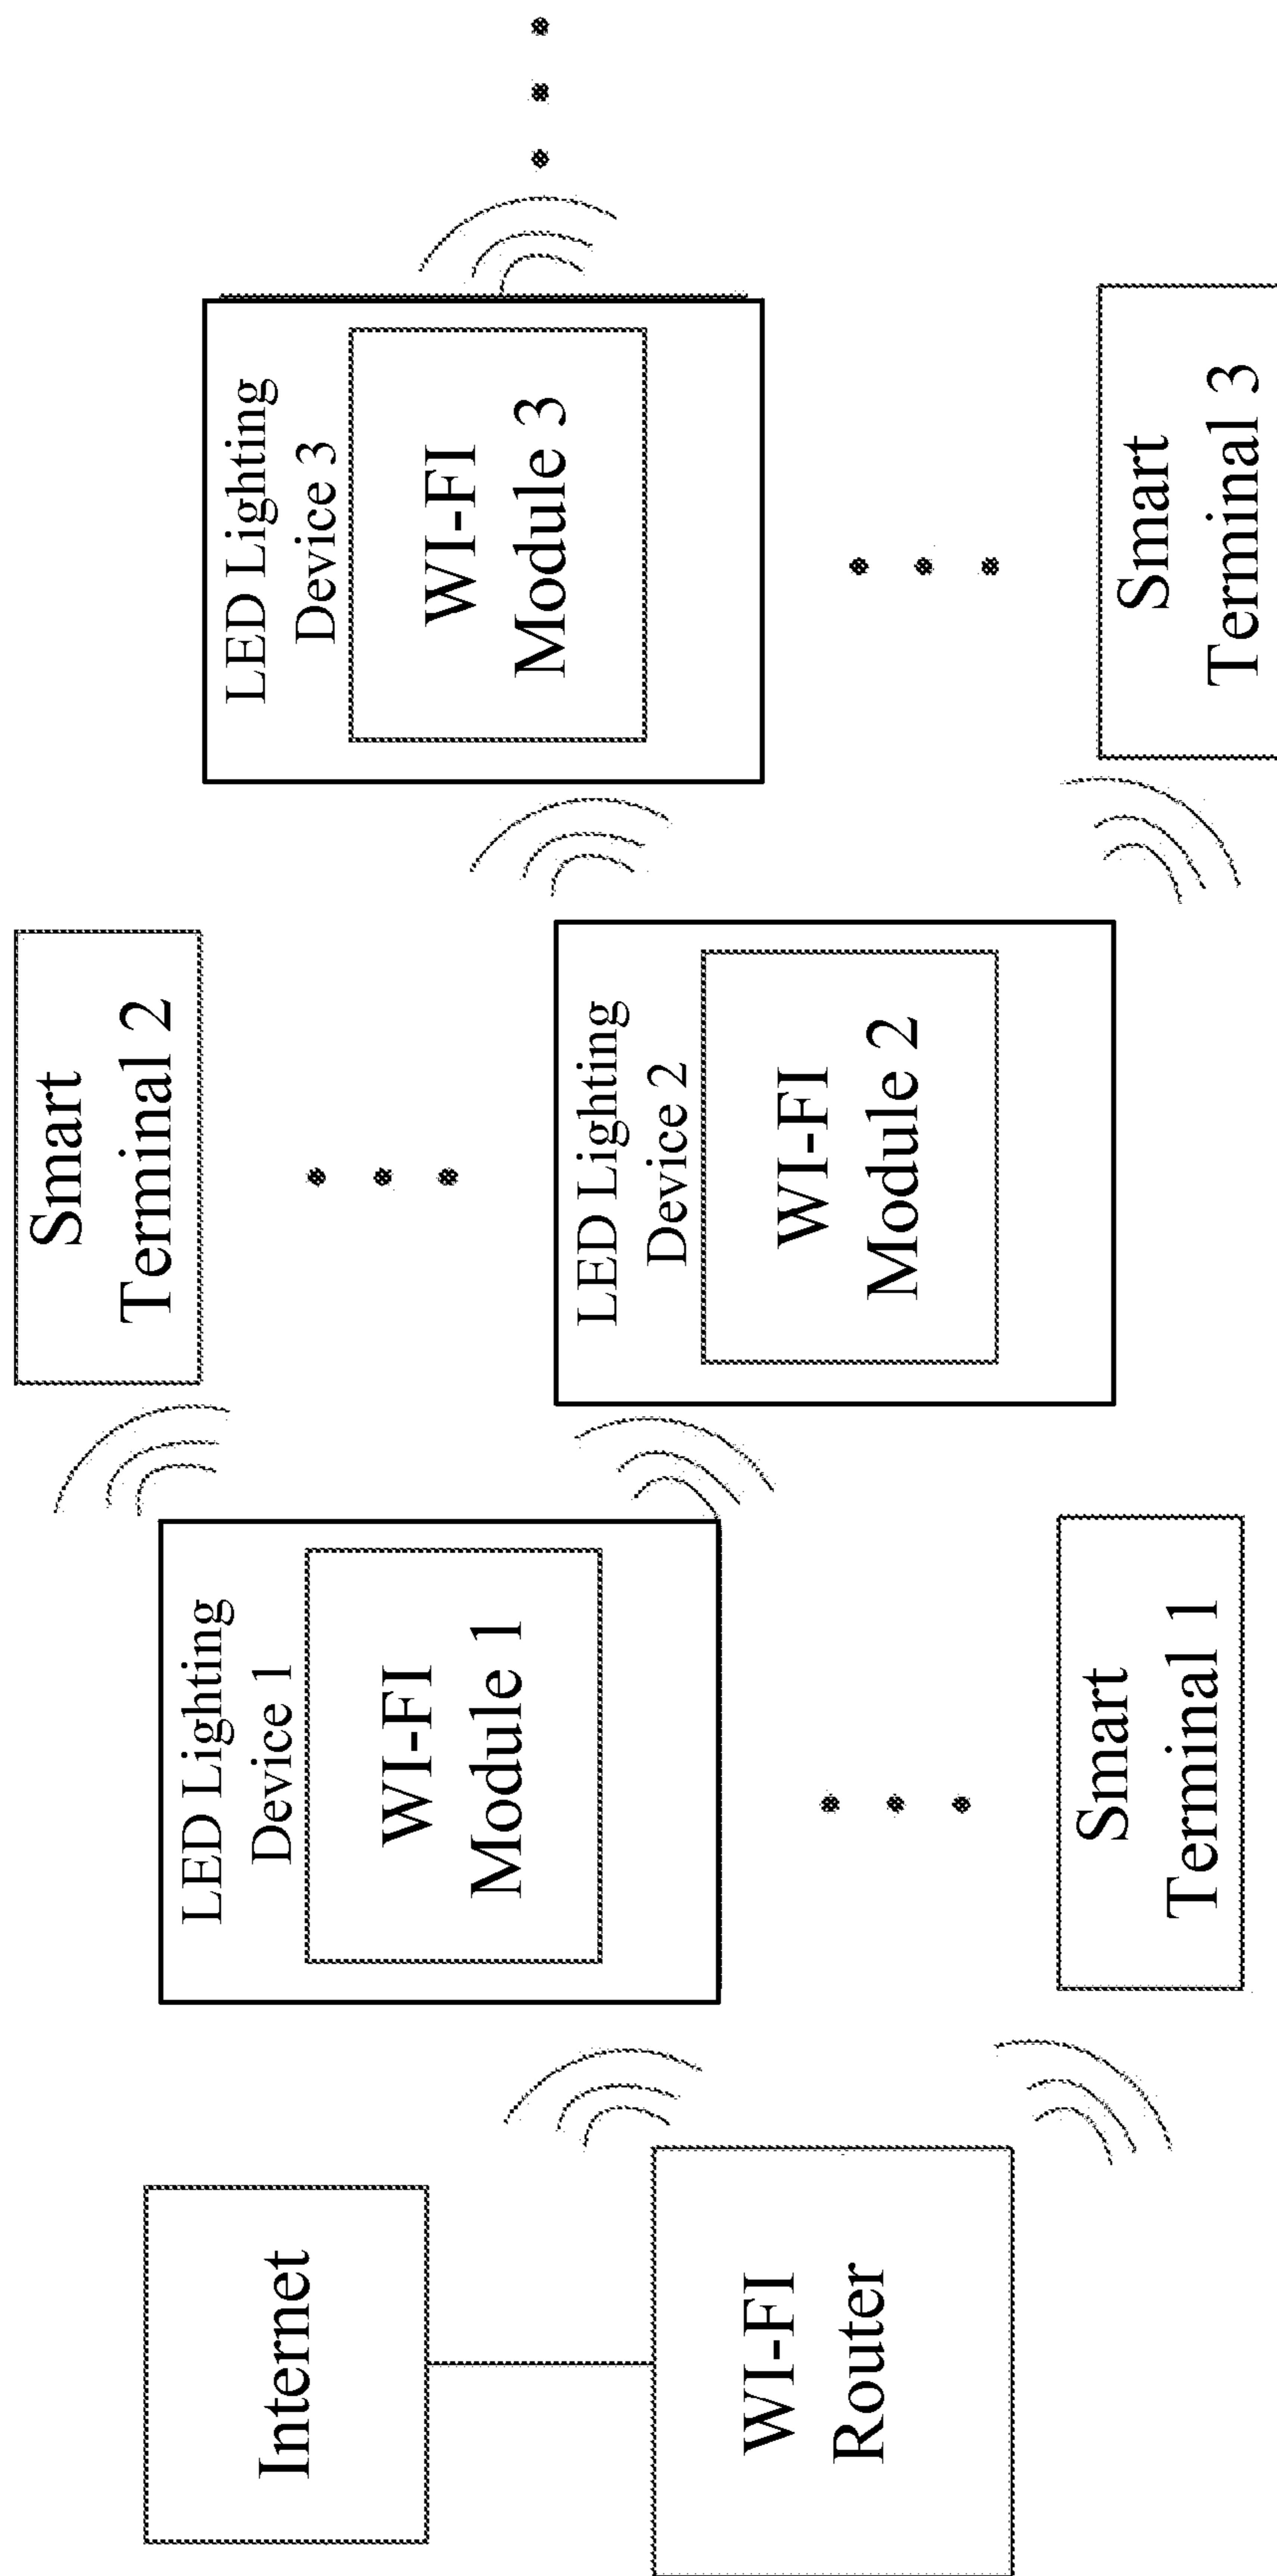 Internet
WI-FI
Router
LED Lighting
Device 1
WI-FI
Module 1
Smart
Terminal 1
Smart
Terminal 2
LED Lighting
Device 2
WI-FI
Module 2
LED Lighting
Device 3
WI-FI
Module 3
Smart
Terminal 3